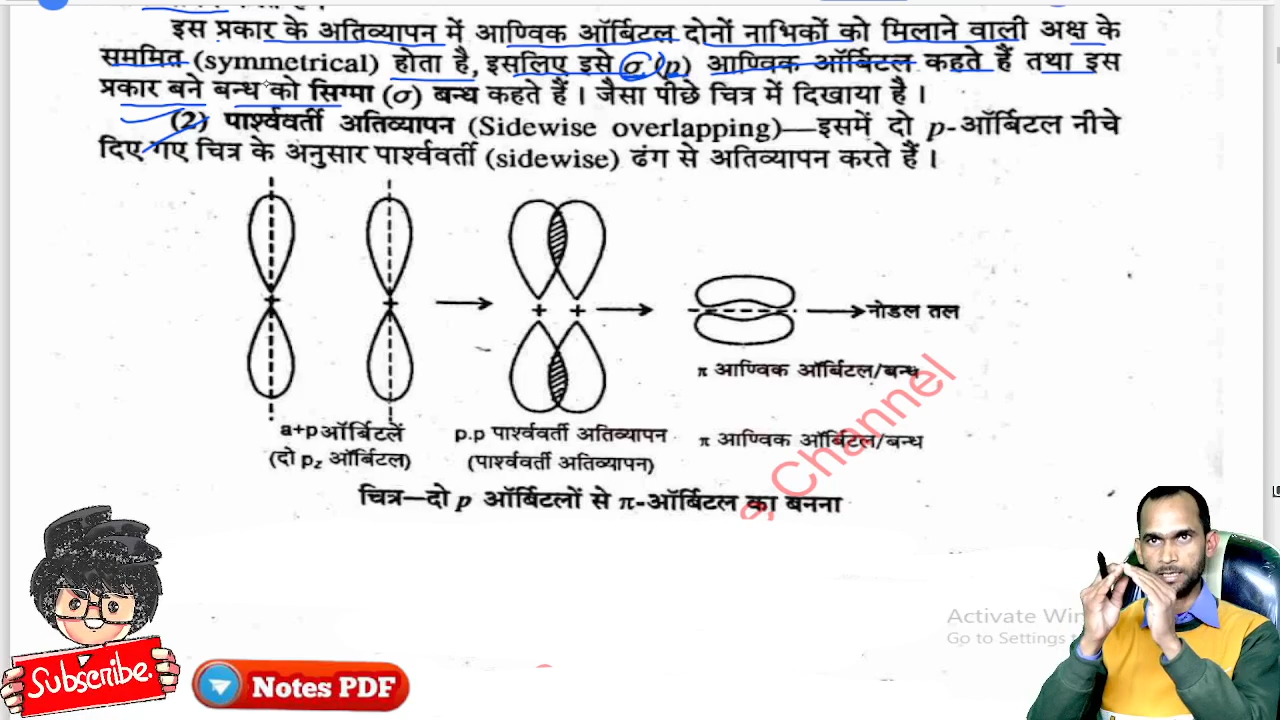 इस प्रकार के अतिव्यापन में आण्विक ऑर्बिटल दोनों नाभिकों को मिलाने वाली अक्ष के
सममित (symmetrical) होता है, इसलिए इसे σ (p) आण्विक ऑर्बिटल कहते हैं तथा इस
प्रकार बने बन्ध को सिग्मा (σ) बन्ध कहते हैं। जैसा पीछे चित्र में दिखाया है।
(2) पार्श्ववर्ती अतिव्यापन (Sidewise overlapping)—इसमें दो p-ऑर्बिटल नीचे
दिए गए चित्र के अनुसार पार्श्ववर्ती (sidewise) ढंग से अतिव्यापन करते हैं।
+ + + +
नोडल तल
π आण्विक ऑर्बिटल/बन्ध
a+p ऑर्बिटलें
(दो pz ऑर्बिटल)
p.p पार्श्ववर्ती अतिव्यापन
(पार्श्ववर्ती अतिव्यापन)
π आण्विक ऑर्बिटल/बन्ध
Channel
चित्र—दो p ऑर्बिटलों से π-ऑर्बिटल का बनना
Activate Win
Go to Settings
Subscribe.
Notes PDF